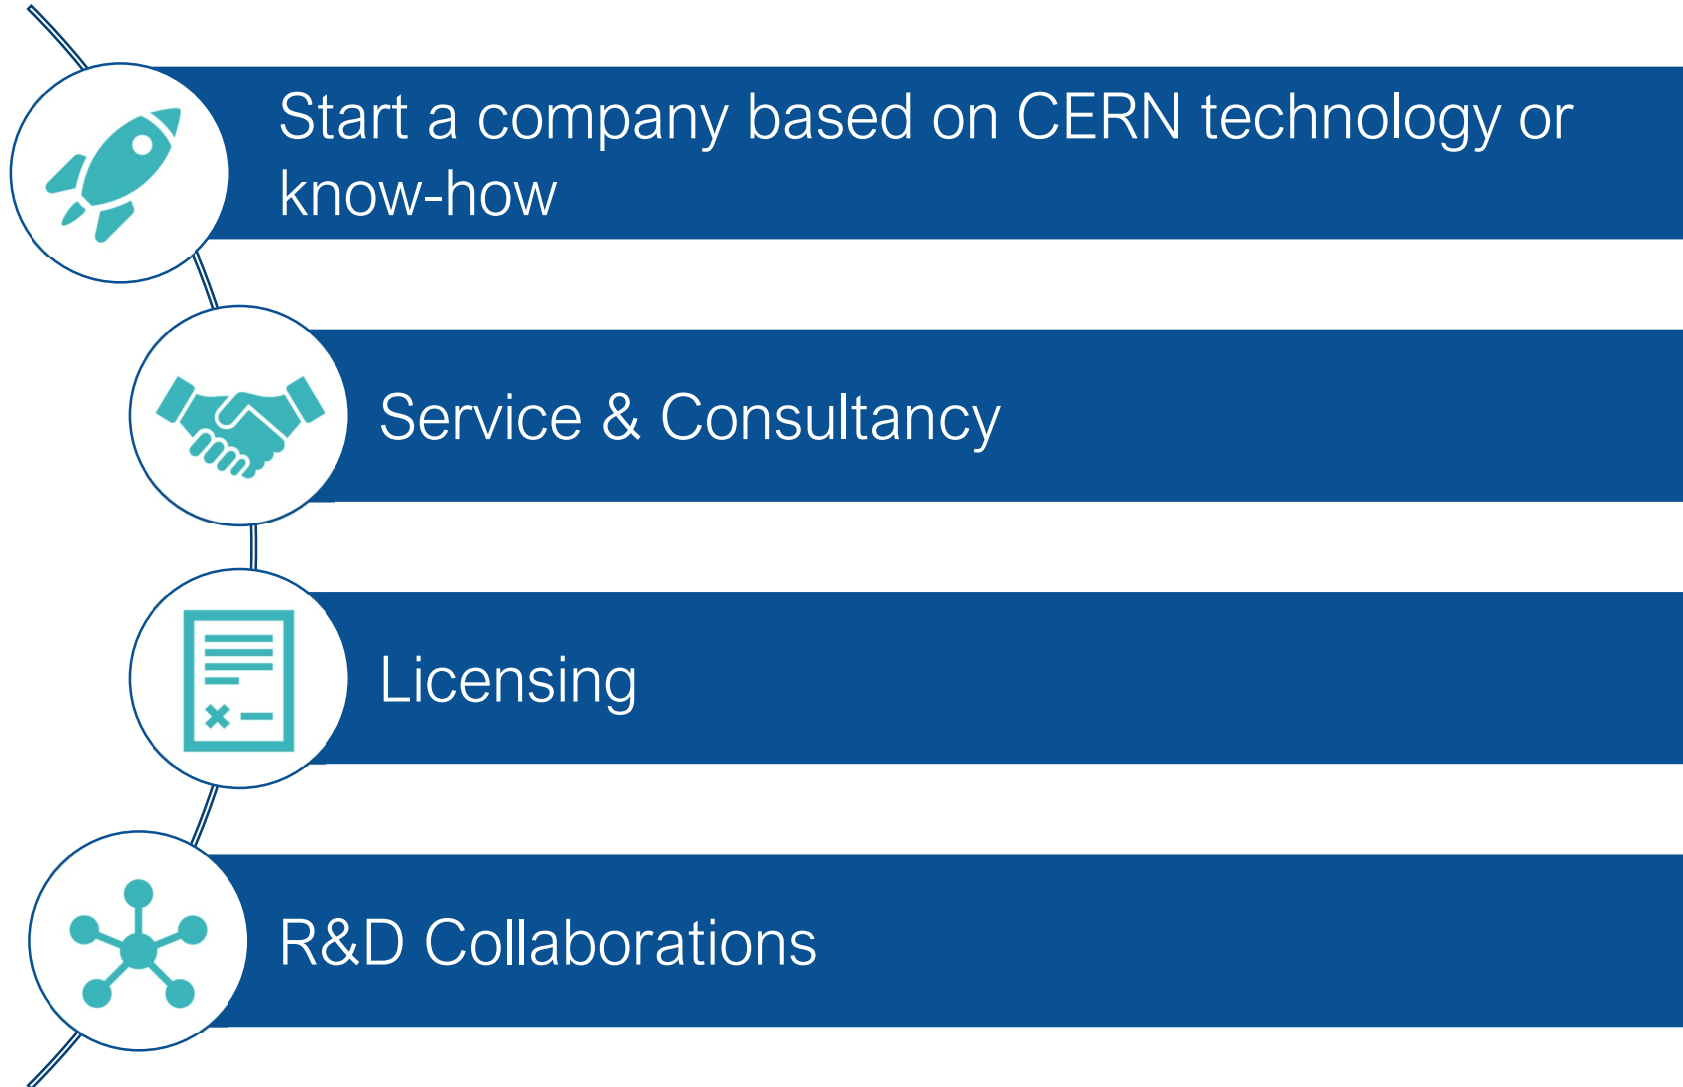 Start a company based on CERN technology or
know-how
Service & Consultancy
Licensing
R&D Collaborations